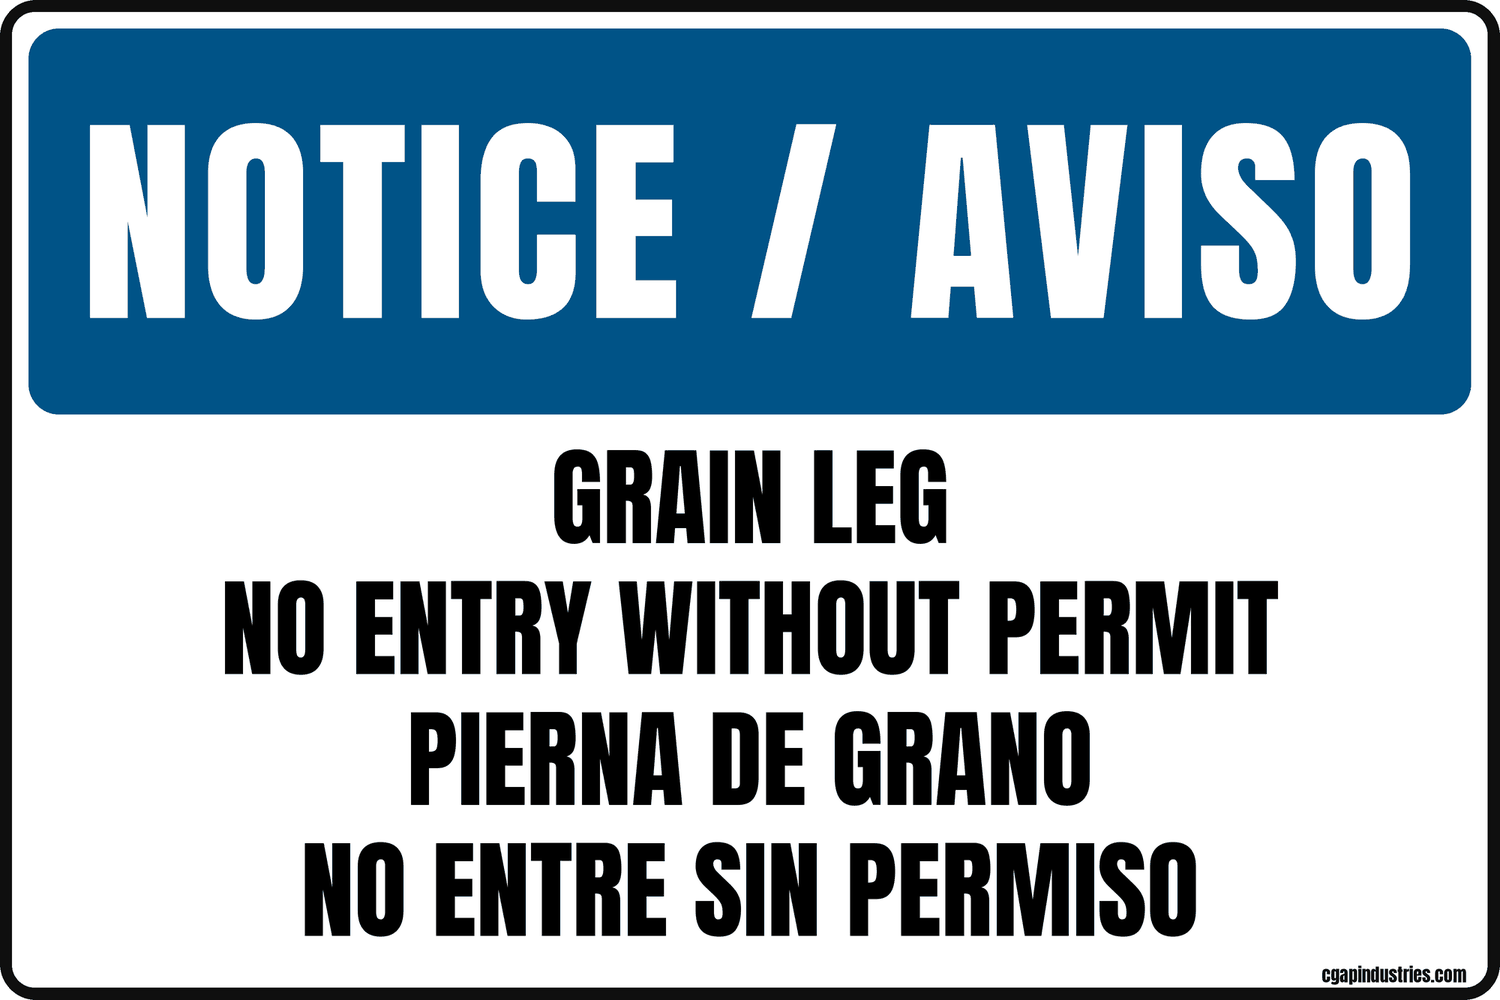 NOTICE / AVISO
GRAIN LEG
NO ENTRY WITHOUT PERMIT
PIERNA DE GRANO
NO ENTRE SIN PERMISO
cgapindustries.com